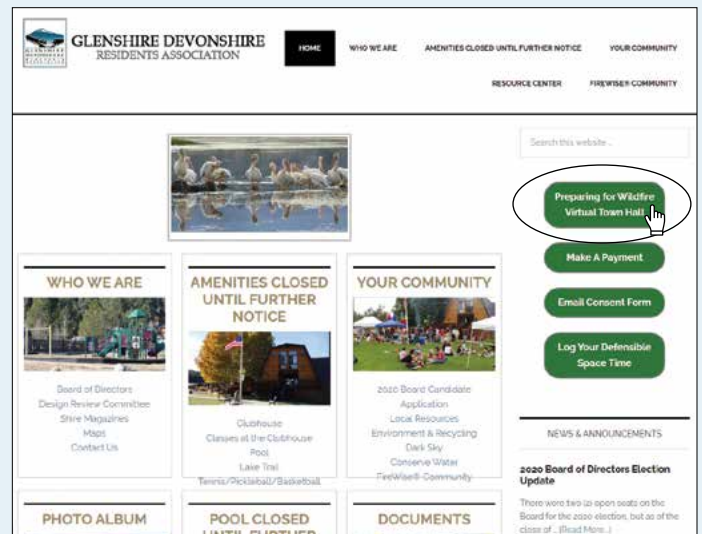 GLENSHIRE DEVONSHIRE
RESIDENTS ASSOCIATION
HOME
WHO WE ARE
AMENITIES CLOSED UNTIL FURTHER NOTICE
YOUR COMMUNITY
RESOURCE CENTER
FIREWISE® COMMUNITY
Search this website ...
Preparing for Wildfire
Virtual Town Hall
Make A Payment
Email Consent Form
Log Your Defensible
Space Time
WHO WE ARE
Board of Directors
Design Review Committee
Shire Magazines
Maps
Contact Us
AMENITIES CLOSED
UNTIL FURTHER
NOTICE
Clubhouse
Classes at the Clubhouse
Pool
Lake Trail
Tennis/Pickleball/Basketball
YOUR COMMUNITY
2020 Board Candidate
Application
Local Resources
Environment & Recycling
Dark Sky
Conserve Water
FireWise® Community
NEWS & ANNOUNCEMENTS
2020 Board of Directors Election
Update
There were two (2) open seats on the
Board for the 2020 election, but as of the
close of ... [Read More...]
PHOTO ALBUM
POOL CLOSED
UNTIL FURTHER
DOCUMENTS